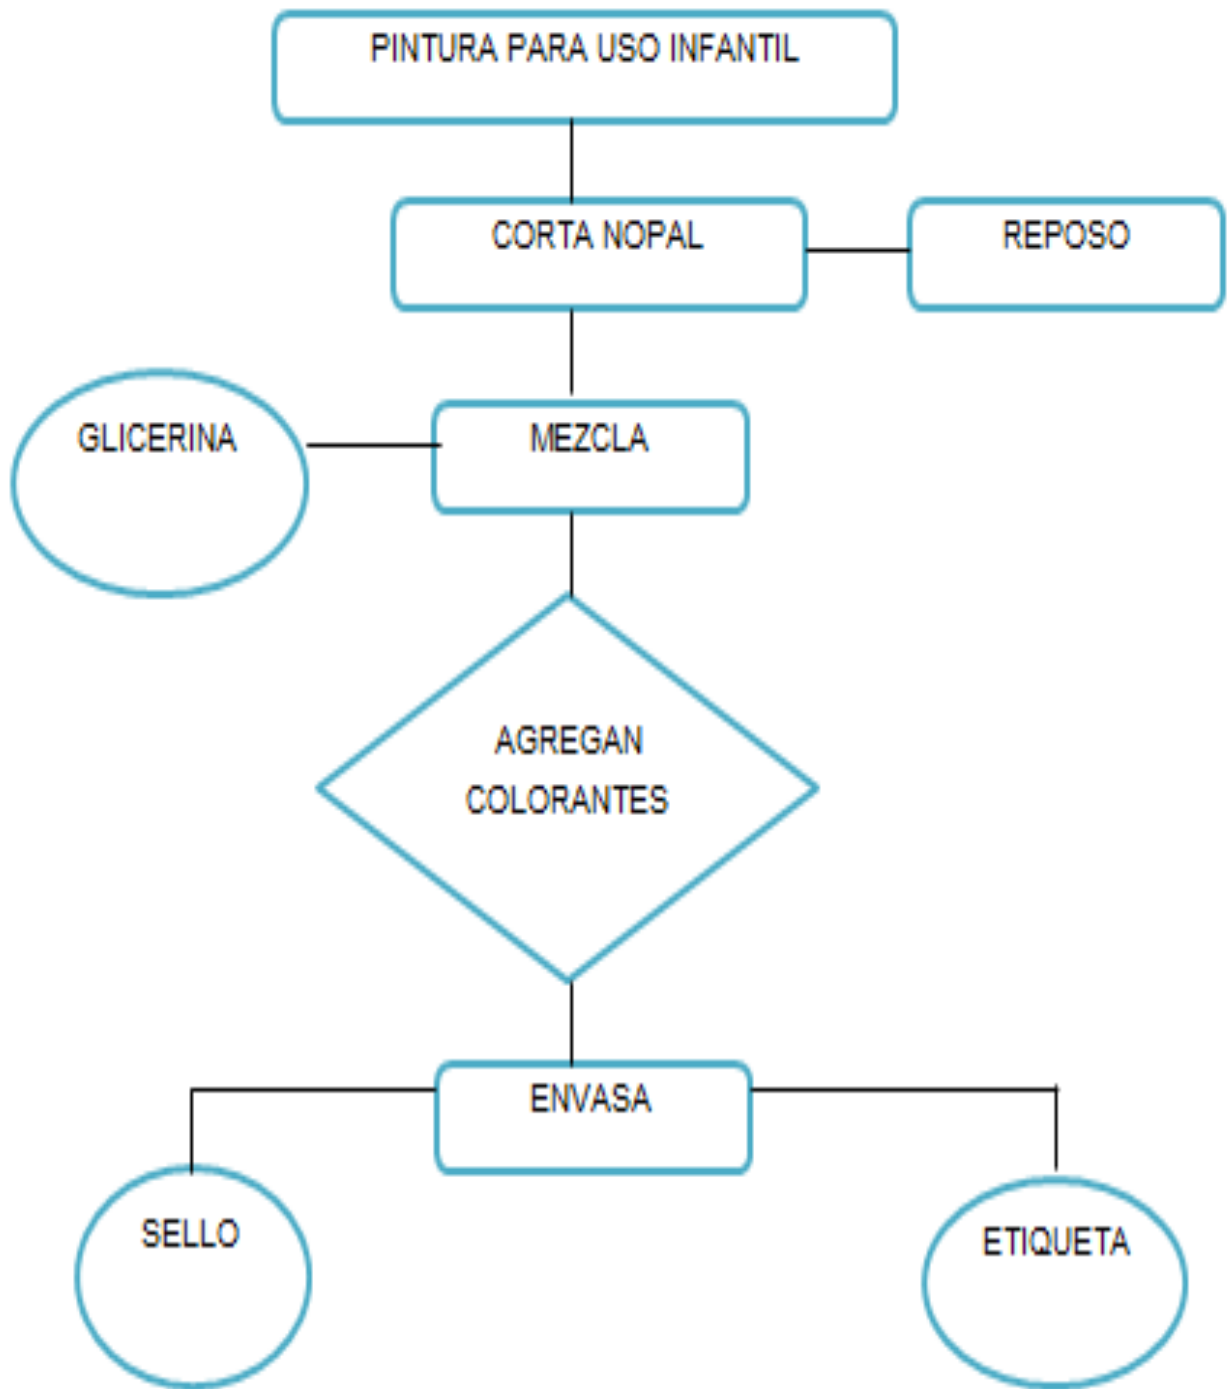 PINTURA PARA USO INFANTIL
CORTA NOPAL
REPOSO
GLICERINA
MEZCLA
AGREGAN
COLORANTES
ENVASA
SELLO
ETIQUETA